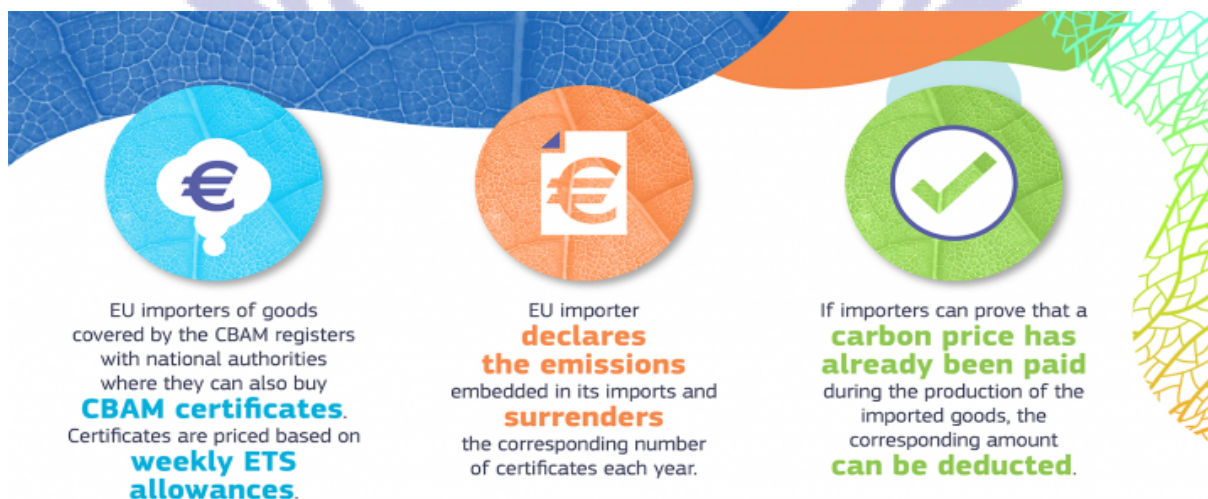 EU importers of goods
covered by the CBAM registers
with national authorities
where they can also buy
CBAM certificates.
Certificates are priced based on
weekly ETS
allowances.
EU importer
declares
the emissions
embedded in its imports and
surrenders
the corresponding number
of certificates each year.
If importers can prove that a
carbon price has
already been paid
during the production of the
imported goods, the
corresponding amount
can be deducted.